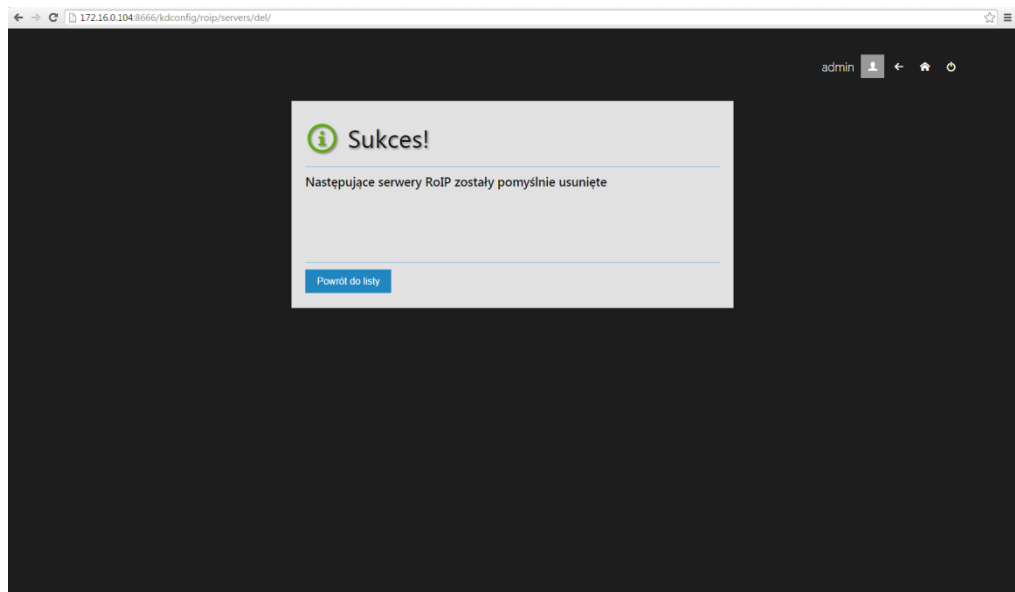 172.16.0.104:8666/kdconfig/roip/servers/del/
admin
Sukces!
Następujące serwery RoIP zostały pomyślnie usunięte
Powrót do listy